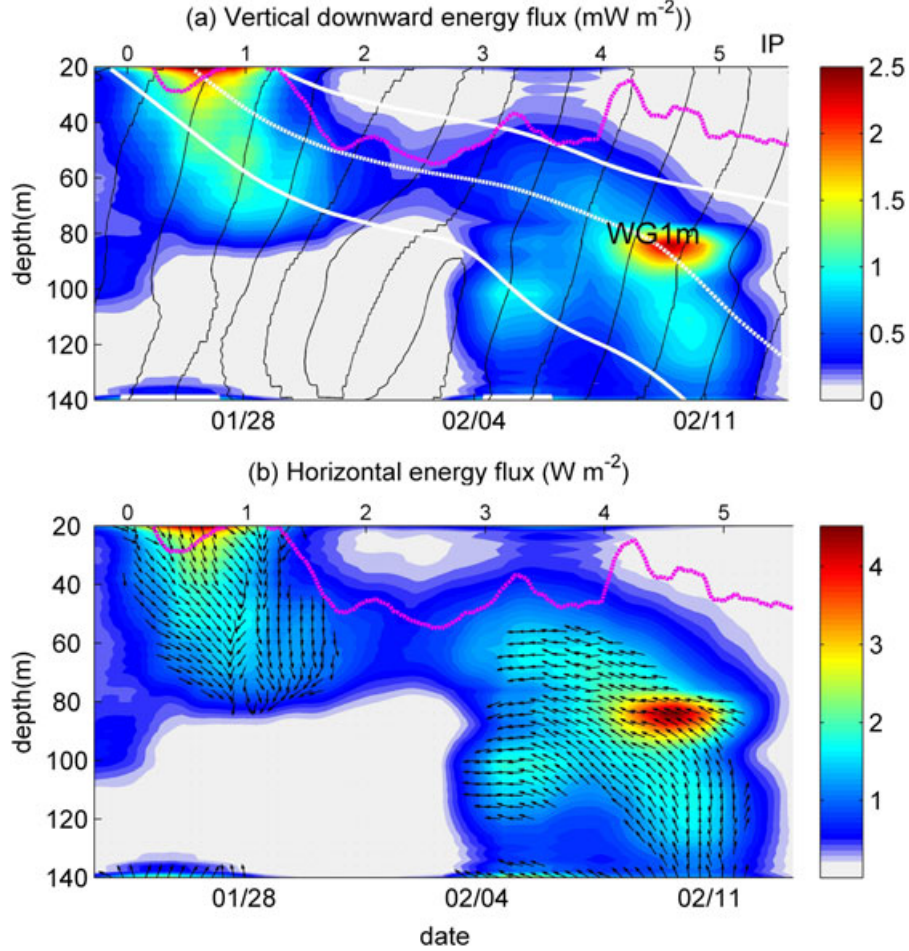 (a) Vertical downward energy flux (mW m-2))
0 1 2 3 4 5 IP
20
40
60
80
100
120
140
depth(m)
WG1m
01/28 02/04 02/11
2.5
2
1.5
1
0.5
0
(b) Horizontal energy flux (W m-2)
0 1 2 3 4 5
20
40
60
80
100
120
140
depth(m)
01/28 02/04 02/11
date
4
3
2
1